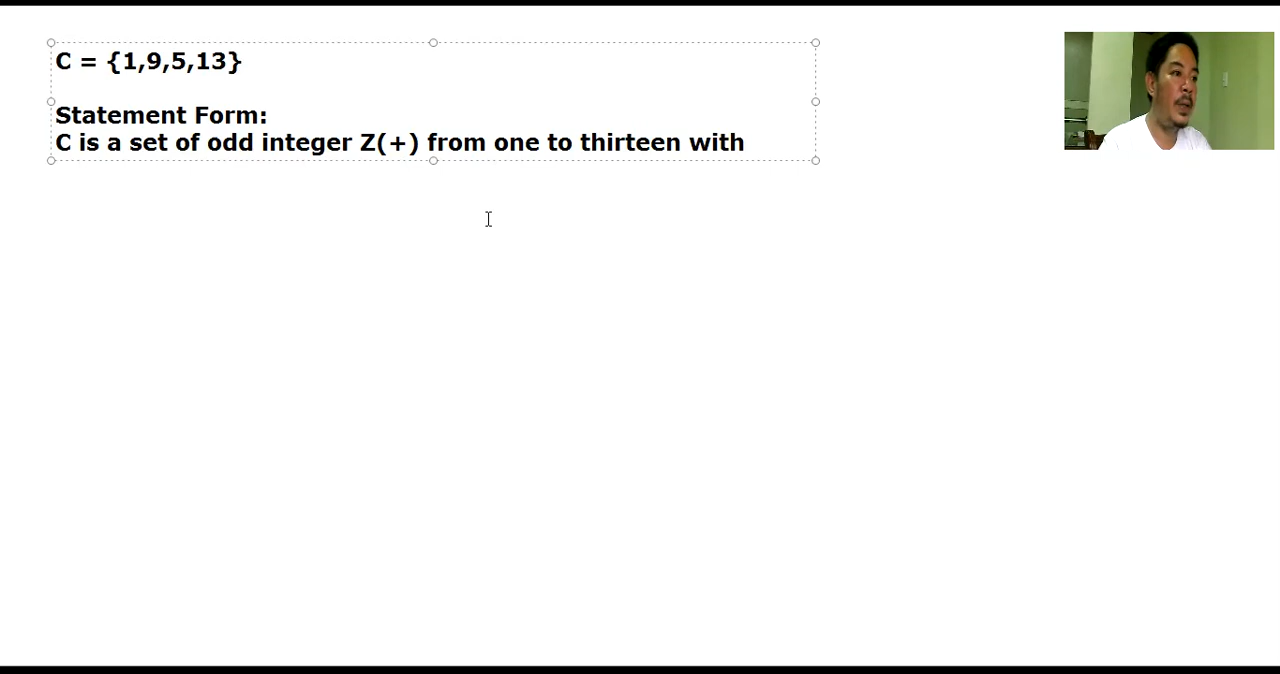 C = {1,9,5,13}
Statement Form:
C is a set of odd integer Z(+) from one to thirteen with